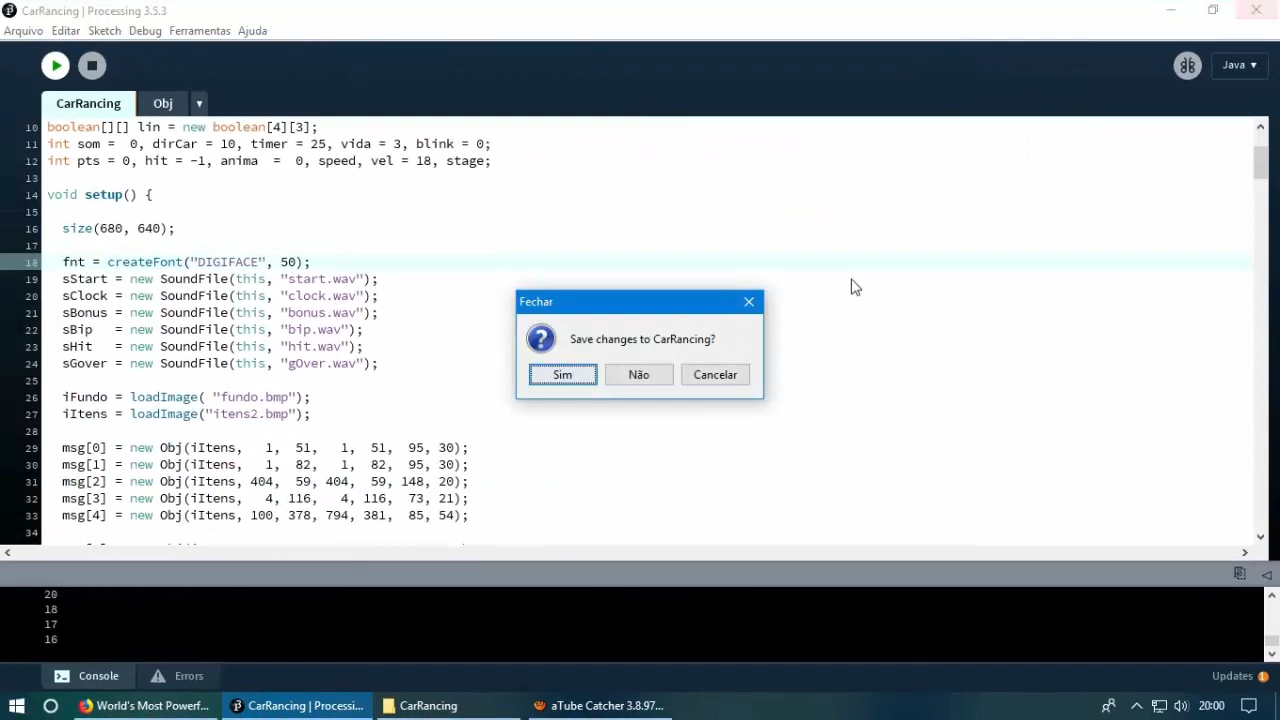 CarRancing | Processing 3.5.3
Arquivo Editar Sketch Debug Ferramentas Ajuda
Java ▾
CarRancing Obj ▾
10 boolean[][] lin = new boolean[4][3];
11 int som =  0, dirCar = 10, timer = 25, vida = 3, blink = 0;
12 int pts = 0, hit = -1, anima  =  0, speed, vel = 18, stage;
13
14 void setup() {
15
16   size(680, 640);
17
18   fnt = createFont("DIGIFACE", 50);
19   sStart = new SoundFile(this, "start.wav");
20   sClock = new SoundFile(this, "clock.wav");
21   sBonus = new SoundFile(this, "bonus.wav");
22   sBip   = new SoundFile(this, "bip.wav");
23   sHit   = new SoundFile(this, "hit.wav");
24   sGover = new SoundFile(this, "gOver.wav");
25
26   iFundo = loadImage( "fundo.bmp");
27   iItens = loadImage("itens2.bmp");
28
29   msg[0] = new Obj(iItens,   1,  51,   1,  51,  95, 30);
30   msg[1] = new Obj(iItens,   1,  82,   1,  82,  95, 30);
31   msg[2] = new Obj(iItens, 404,  59, 404,  59, 148, 20);
32   msg[3] = new Obj(iItens,   4, 116,   4, 116,  73, 21);
33   msg[4] = new Obj(iItens, 100, 378, 794, 381,  85, 54);
34
Fechar
Save changes to CarRancing?
Sim Não Cancelar
20
18
17
16
Console Errors Updates 1
World's Most Powerf... CarRancing | Processi... CarRancing aTube Catcher 3.8.97... 20:00